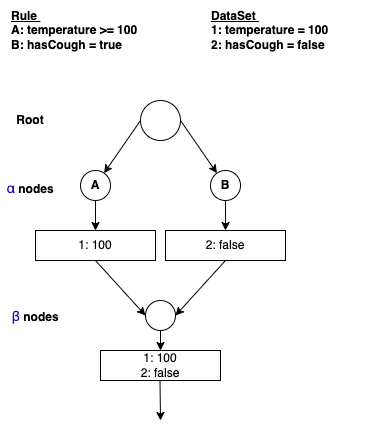 Rule
A: temperature >= 100
B: hasCough = true
DataSet
1: temperature = 100
2: hasCough = false
Root
α nodes
A
B
1: 100
2: false
β nodes
1: 100
2: false